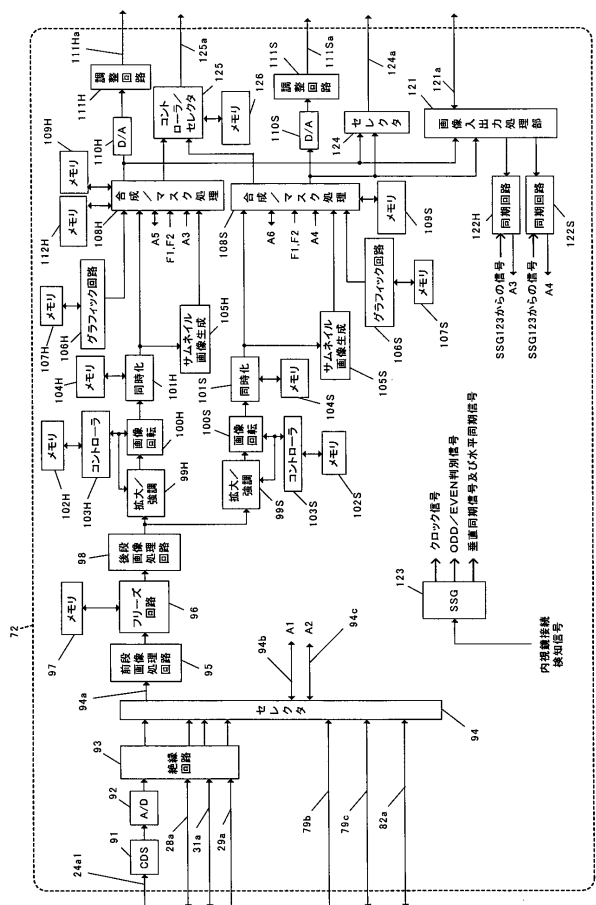 72
24a1
91
CDS
92
A/D
93
絶縁回路
28a
31a
29a
79b
79c
82a
94
セレクタ
94a
94b
A1
A2
94c
95
前段画像処理回路
96
フリーズ回路
97
メモリ
98
後段画像処理回路
拡大/強調
99H
画像回転
100H
同時化
101H
メモリ
102H
コントローラ
103H
メモリ
104H
サムネイル画像生成
105H
グラフィック回路
106H
メモリ
107H
合成/マスク処理
108H
メモリ
109H
メモリ
112H
A5
F1,F2
A3
D/A
110H
調整回路
111H
111Ha
コントローラ/セレクタ
125
125a
メモリ
126
拡大/強調
99S
画像回転
100S
同時化
101S
メモリ
102S
コントローラ
103S
メモリ
104S
サムネイル画像生成
105S
グラフィック回路
106S
メモリ
107S
合成/マスク処理
108S
メモリ
109S
A6
F1,F2
A4
D/A
110S
調整回路
111S
111Sa
セレクタ
124
124a
画像入出力処理部
121
121a
同期回路
122H
同期回路
122S
SSG123からの信号
A3
SSG123からの信号
A4
SSG
123
クロック信号
ODD/EVEN判別信号
垂直同期信号及び水平同期信号
内視鏡接続
検知信号